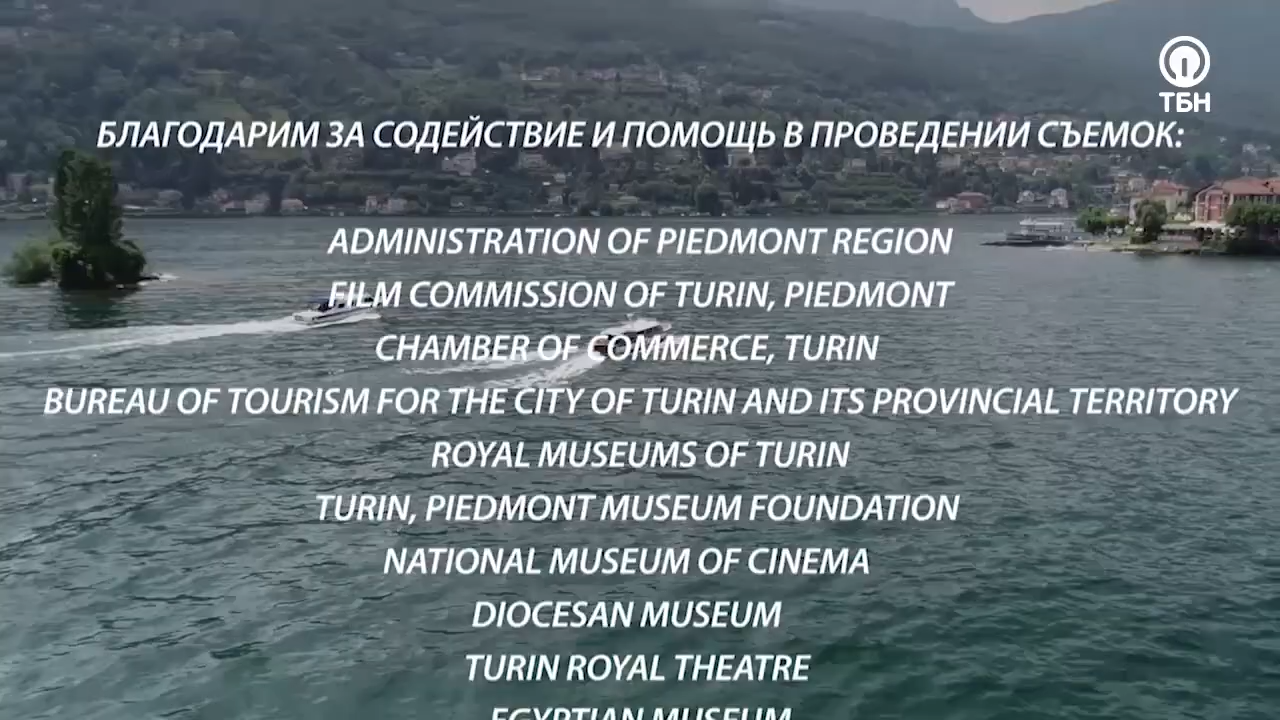 ТБН
БЛАГОДАРИМ ЗА СОДЕЙСТВИЕ И ПОМОЩЬ В ПРОВЕДЕНИИ СЪЕМОК:
ADMINISTRATION OF PIEDMONT REGION
FILM COMMISSION OF TURIN, PIEDMONT
CHAMBER OF COMMERCE, TURIN
BUREAU OF TOURISM FOR THE CITY OF TURIN AND ITS PROVINCIAL TERRITORY
ROYAL MUSEUMS OF TURIN
TURIN, PIEDMONT MUSEUM FOUNDATION
NATIONAL MUSEUM OF CINEMA
DIOCESAN MUSEUM
TURIN ROYAL THEATRE
EGYPTIAN MUSEUM